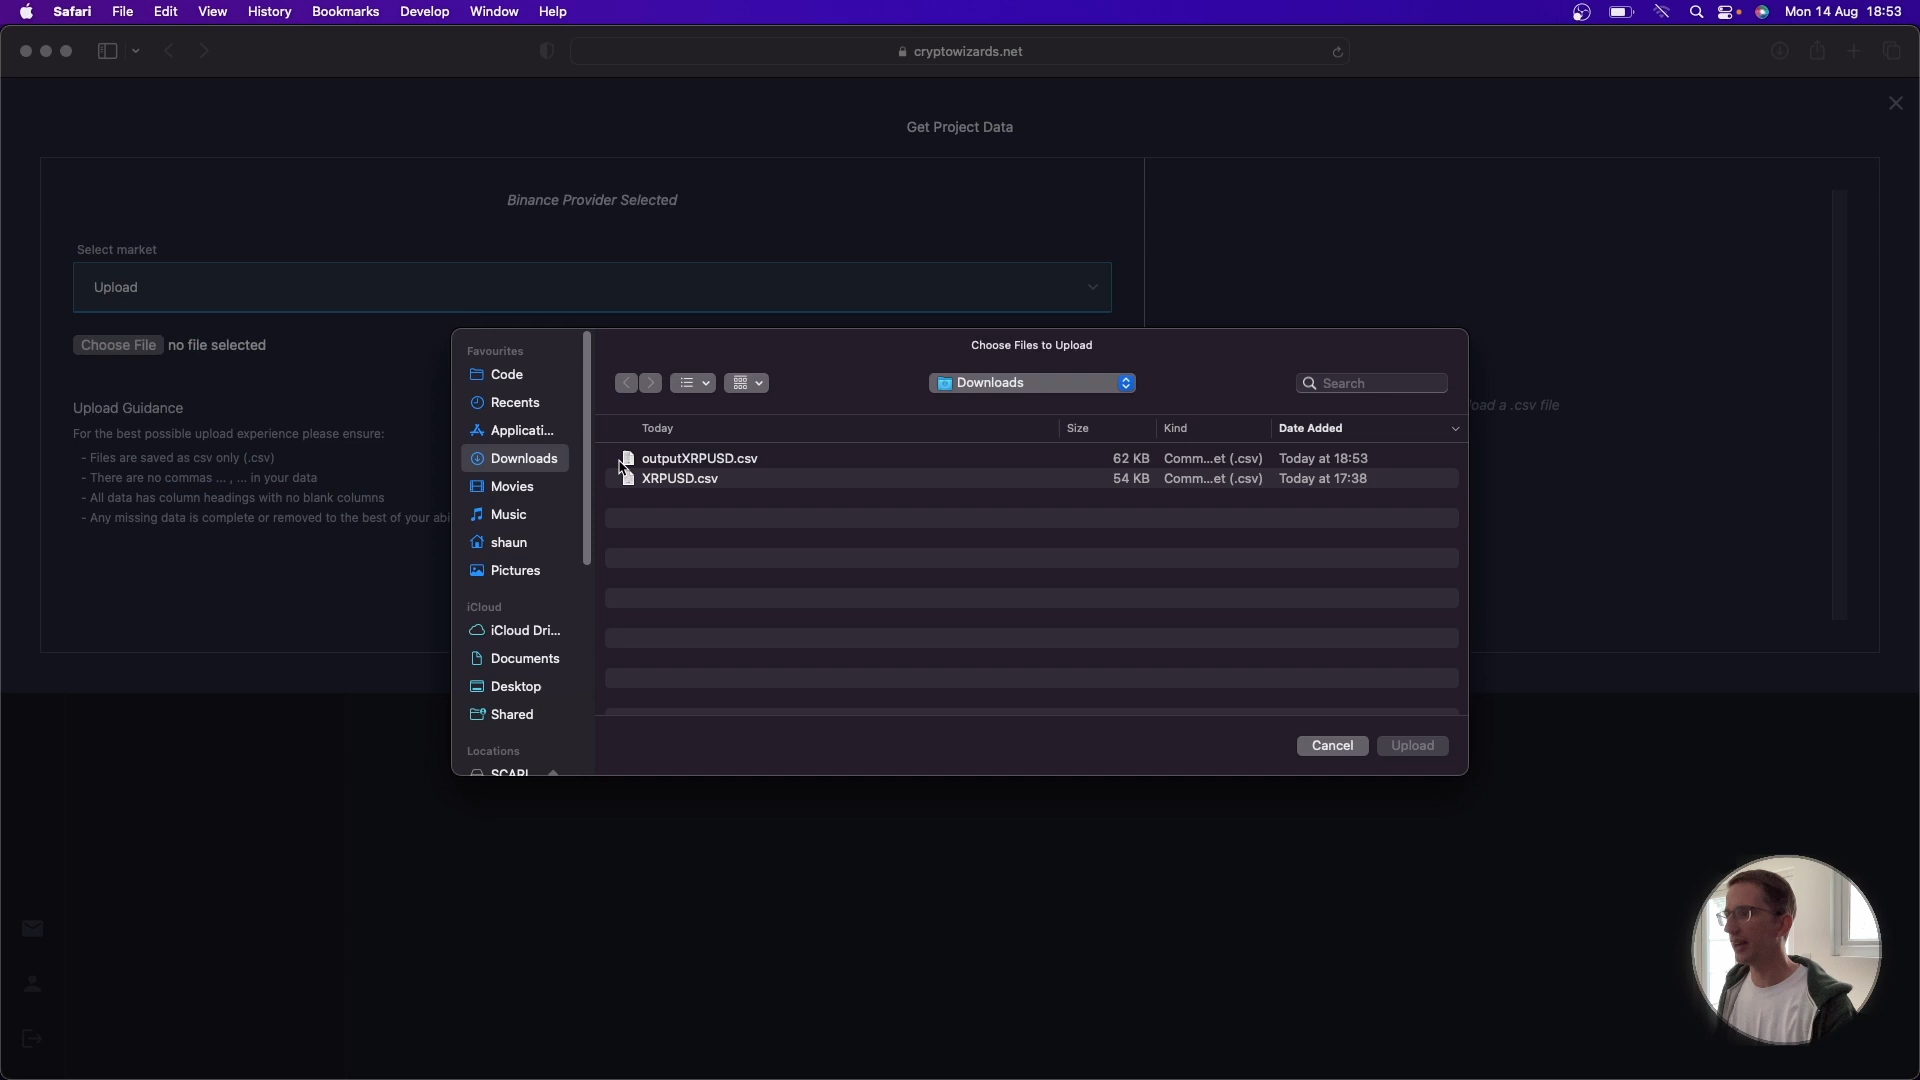 Safari File Edit View History Bookmarks Develop Window Help Mon 14 Aug 18:53
cryptowizards.net
Get Project Data
Binance Provider Selected
Select market
Upload
Choose File no file selected
Upload Guidance
For the best possible upload experience please ensure:
- Files are saved as csv only (.csv)
- There are no commas ... , ... in your data
- All data has column headings with no blank columns
- Any missing data is complete or removed to the best of your abi
oad a .csv file
Choose Files to Upload
Favourites
Code
Recents
Applicati...
Downloads
Movies
Music
shaun
Pictures
iCloud
iCloud Dri...
Documents
Desktop
Shared
Locations
Downloads
Search
Today Size Kind Date Added
outputXRPUSD.csv 62 KB Comm...et (.csv) Today at 18:53
XRPUSD.csv 54 KB Comm...et (.csv) Today at 17:38
Cancel Upload